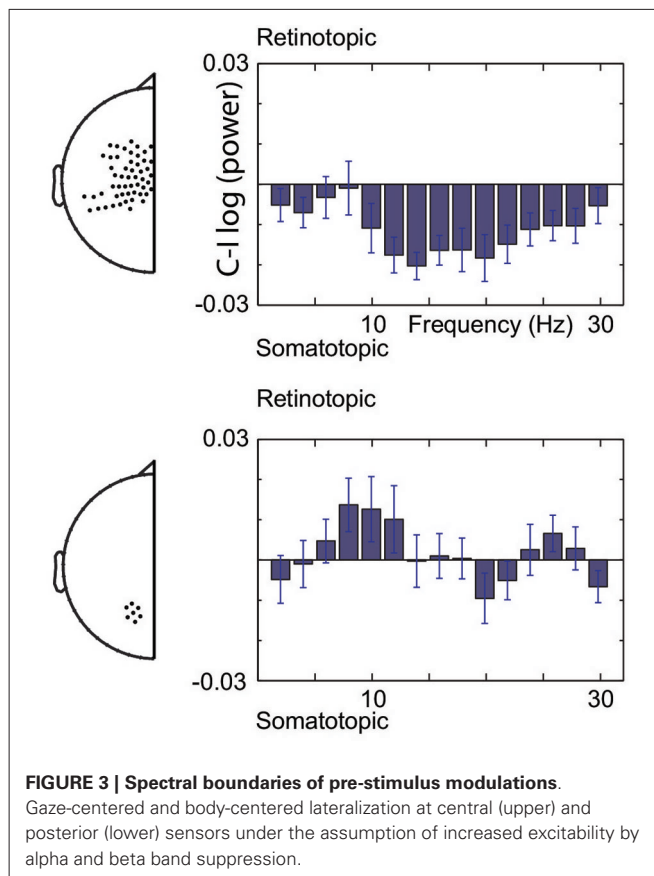 Retinotopic
0.03
C-I log (power)
-0.03
10 Frequency (Hz) 30
Somatotopic
Retinotopic
0.03
-0.03
10 30
Somatotopic
FIGURE 3 | Spectral boundaries of pre-stimulus modulations.
Gaze-centered and body-centered lateralization at central (upper) and
posterior (lower) sensors under the assumption of increased excitability by
alpha and beta band suppression.